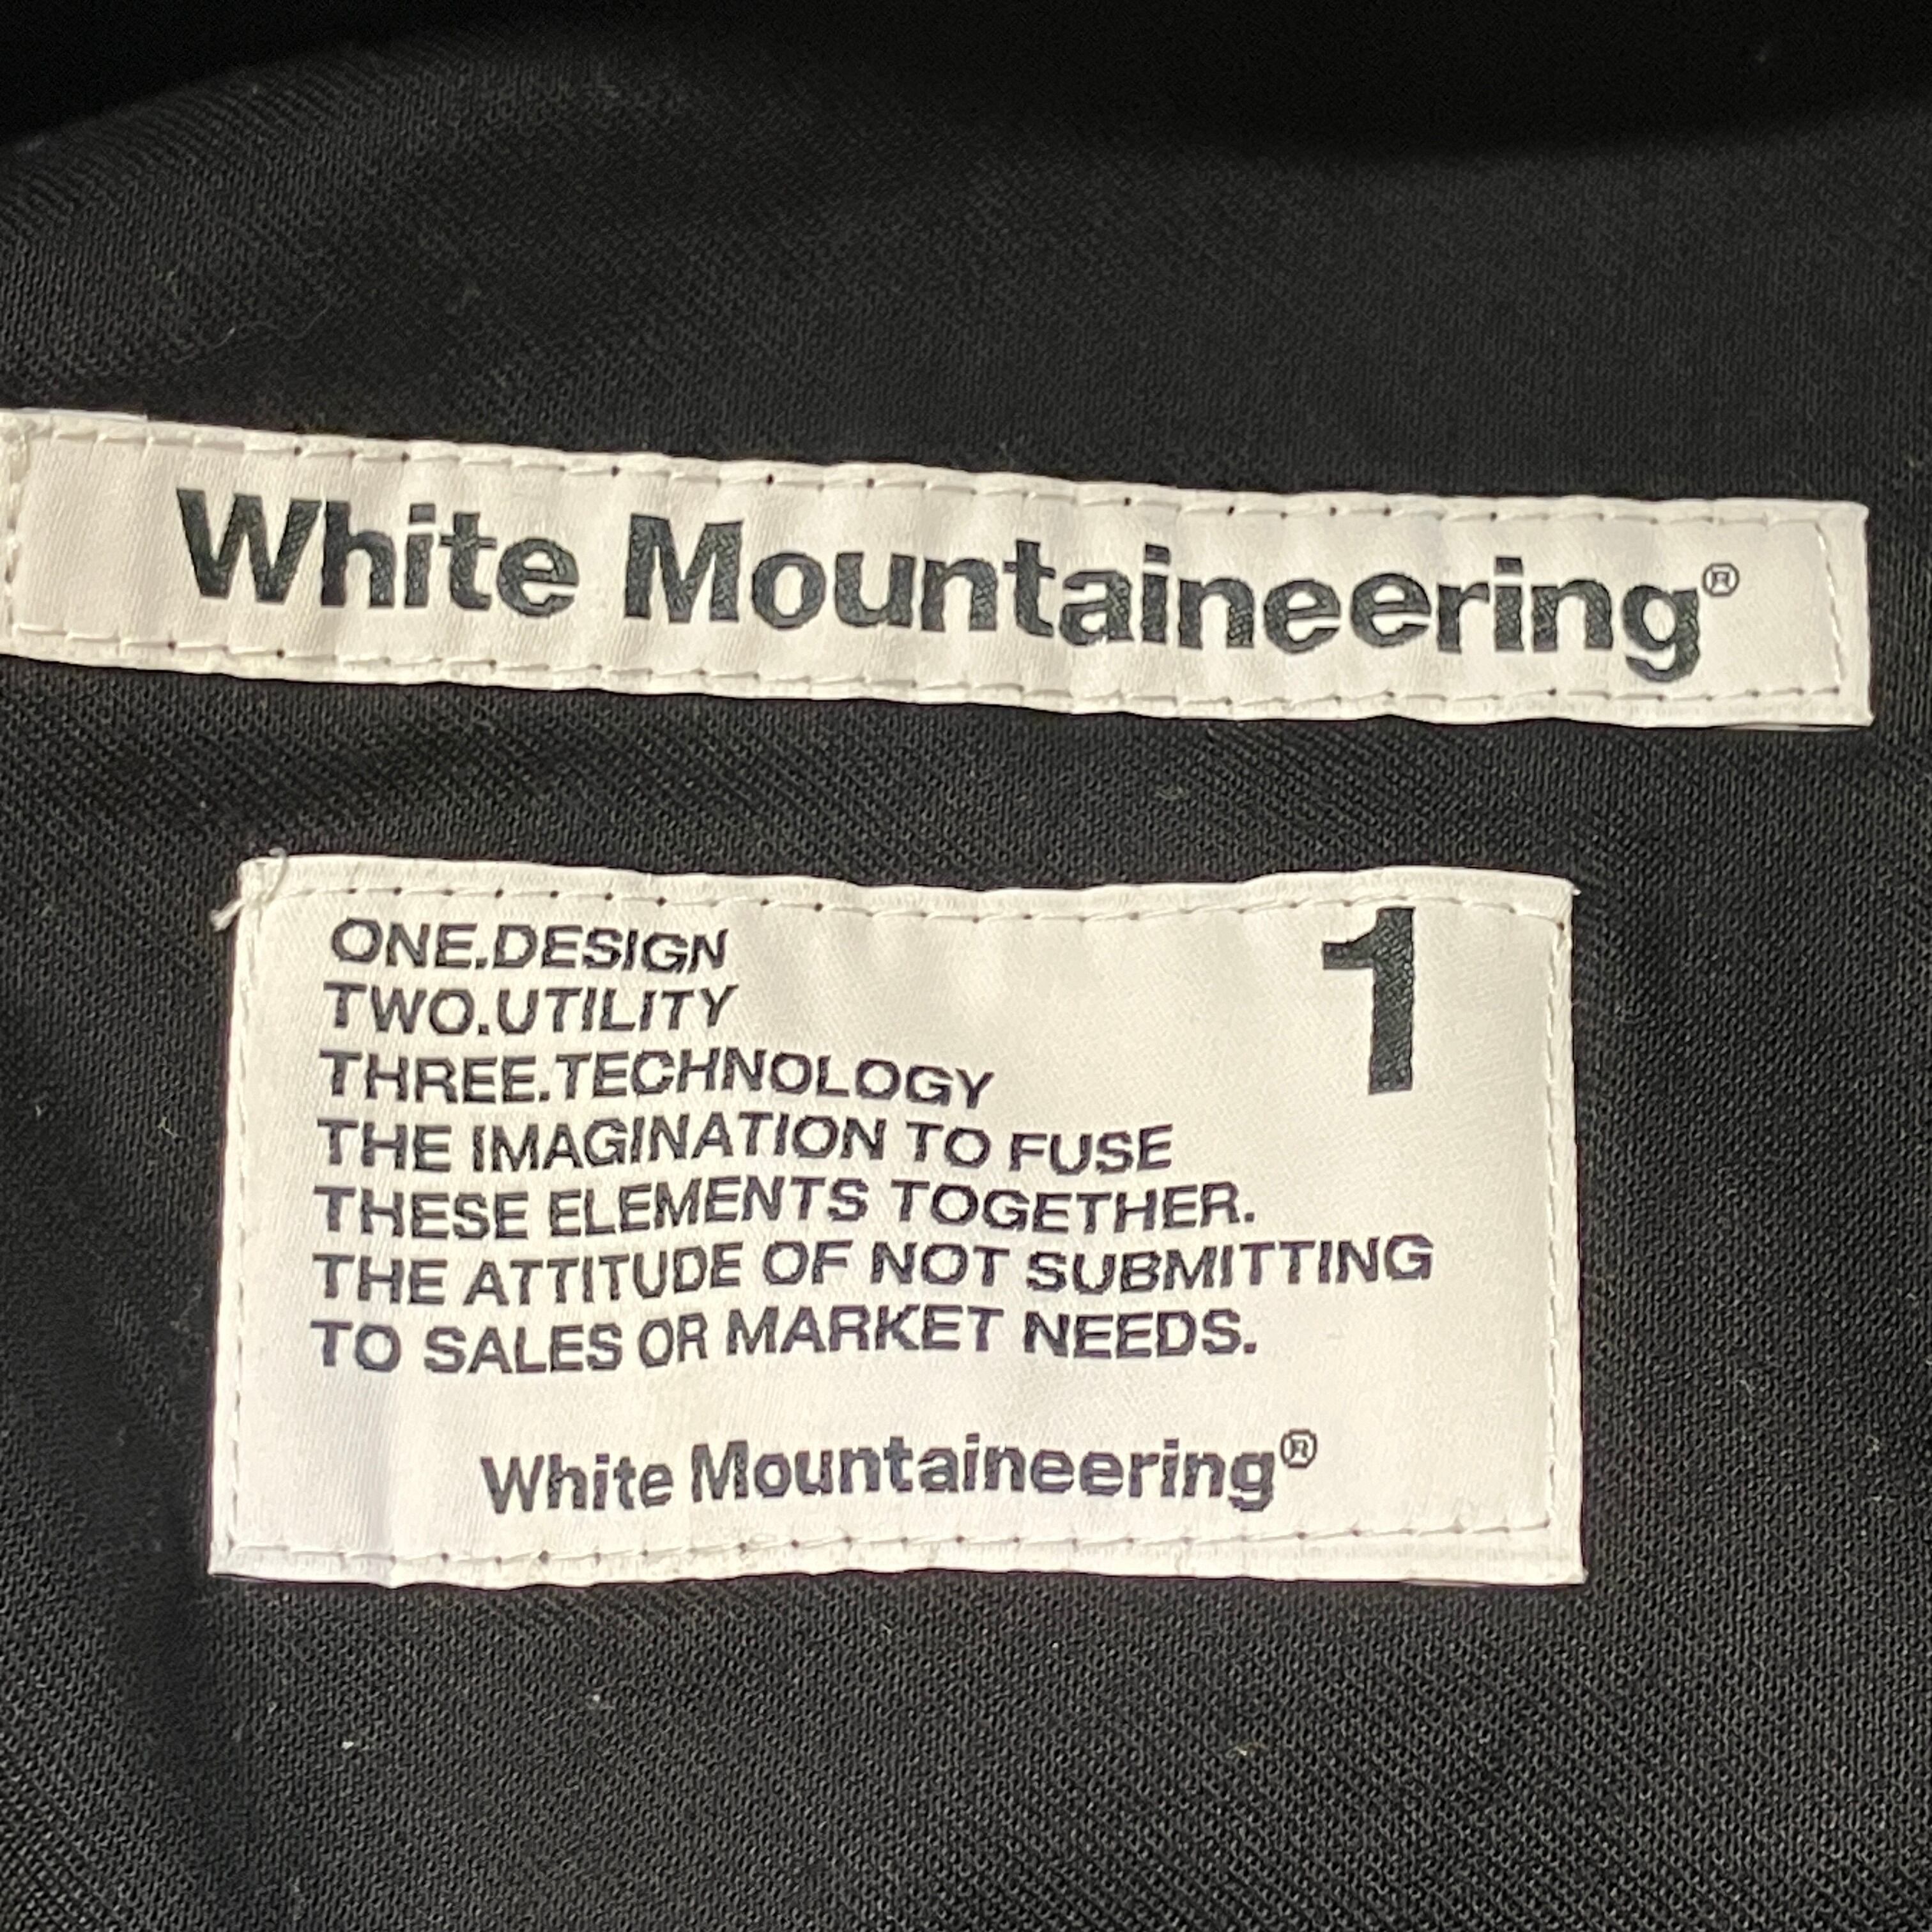 White Mountaineering®
ONE.DESIGN
1
TWO.UTILITY
THREE.TECHNOLOGY
THE IMAGINATION TO FUSE
THESE ELEMENTS TOGETHER.
THE ATTITUDE OF NOT SUBMITTING
TO SALES OR MARKET NEEDS.
White Mountaineering®